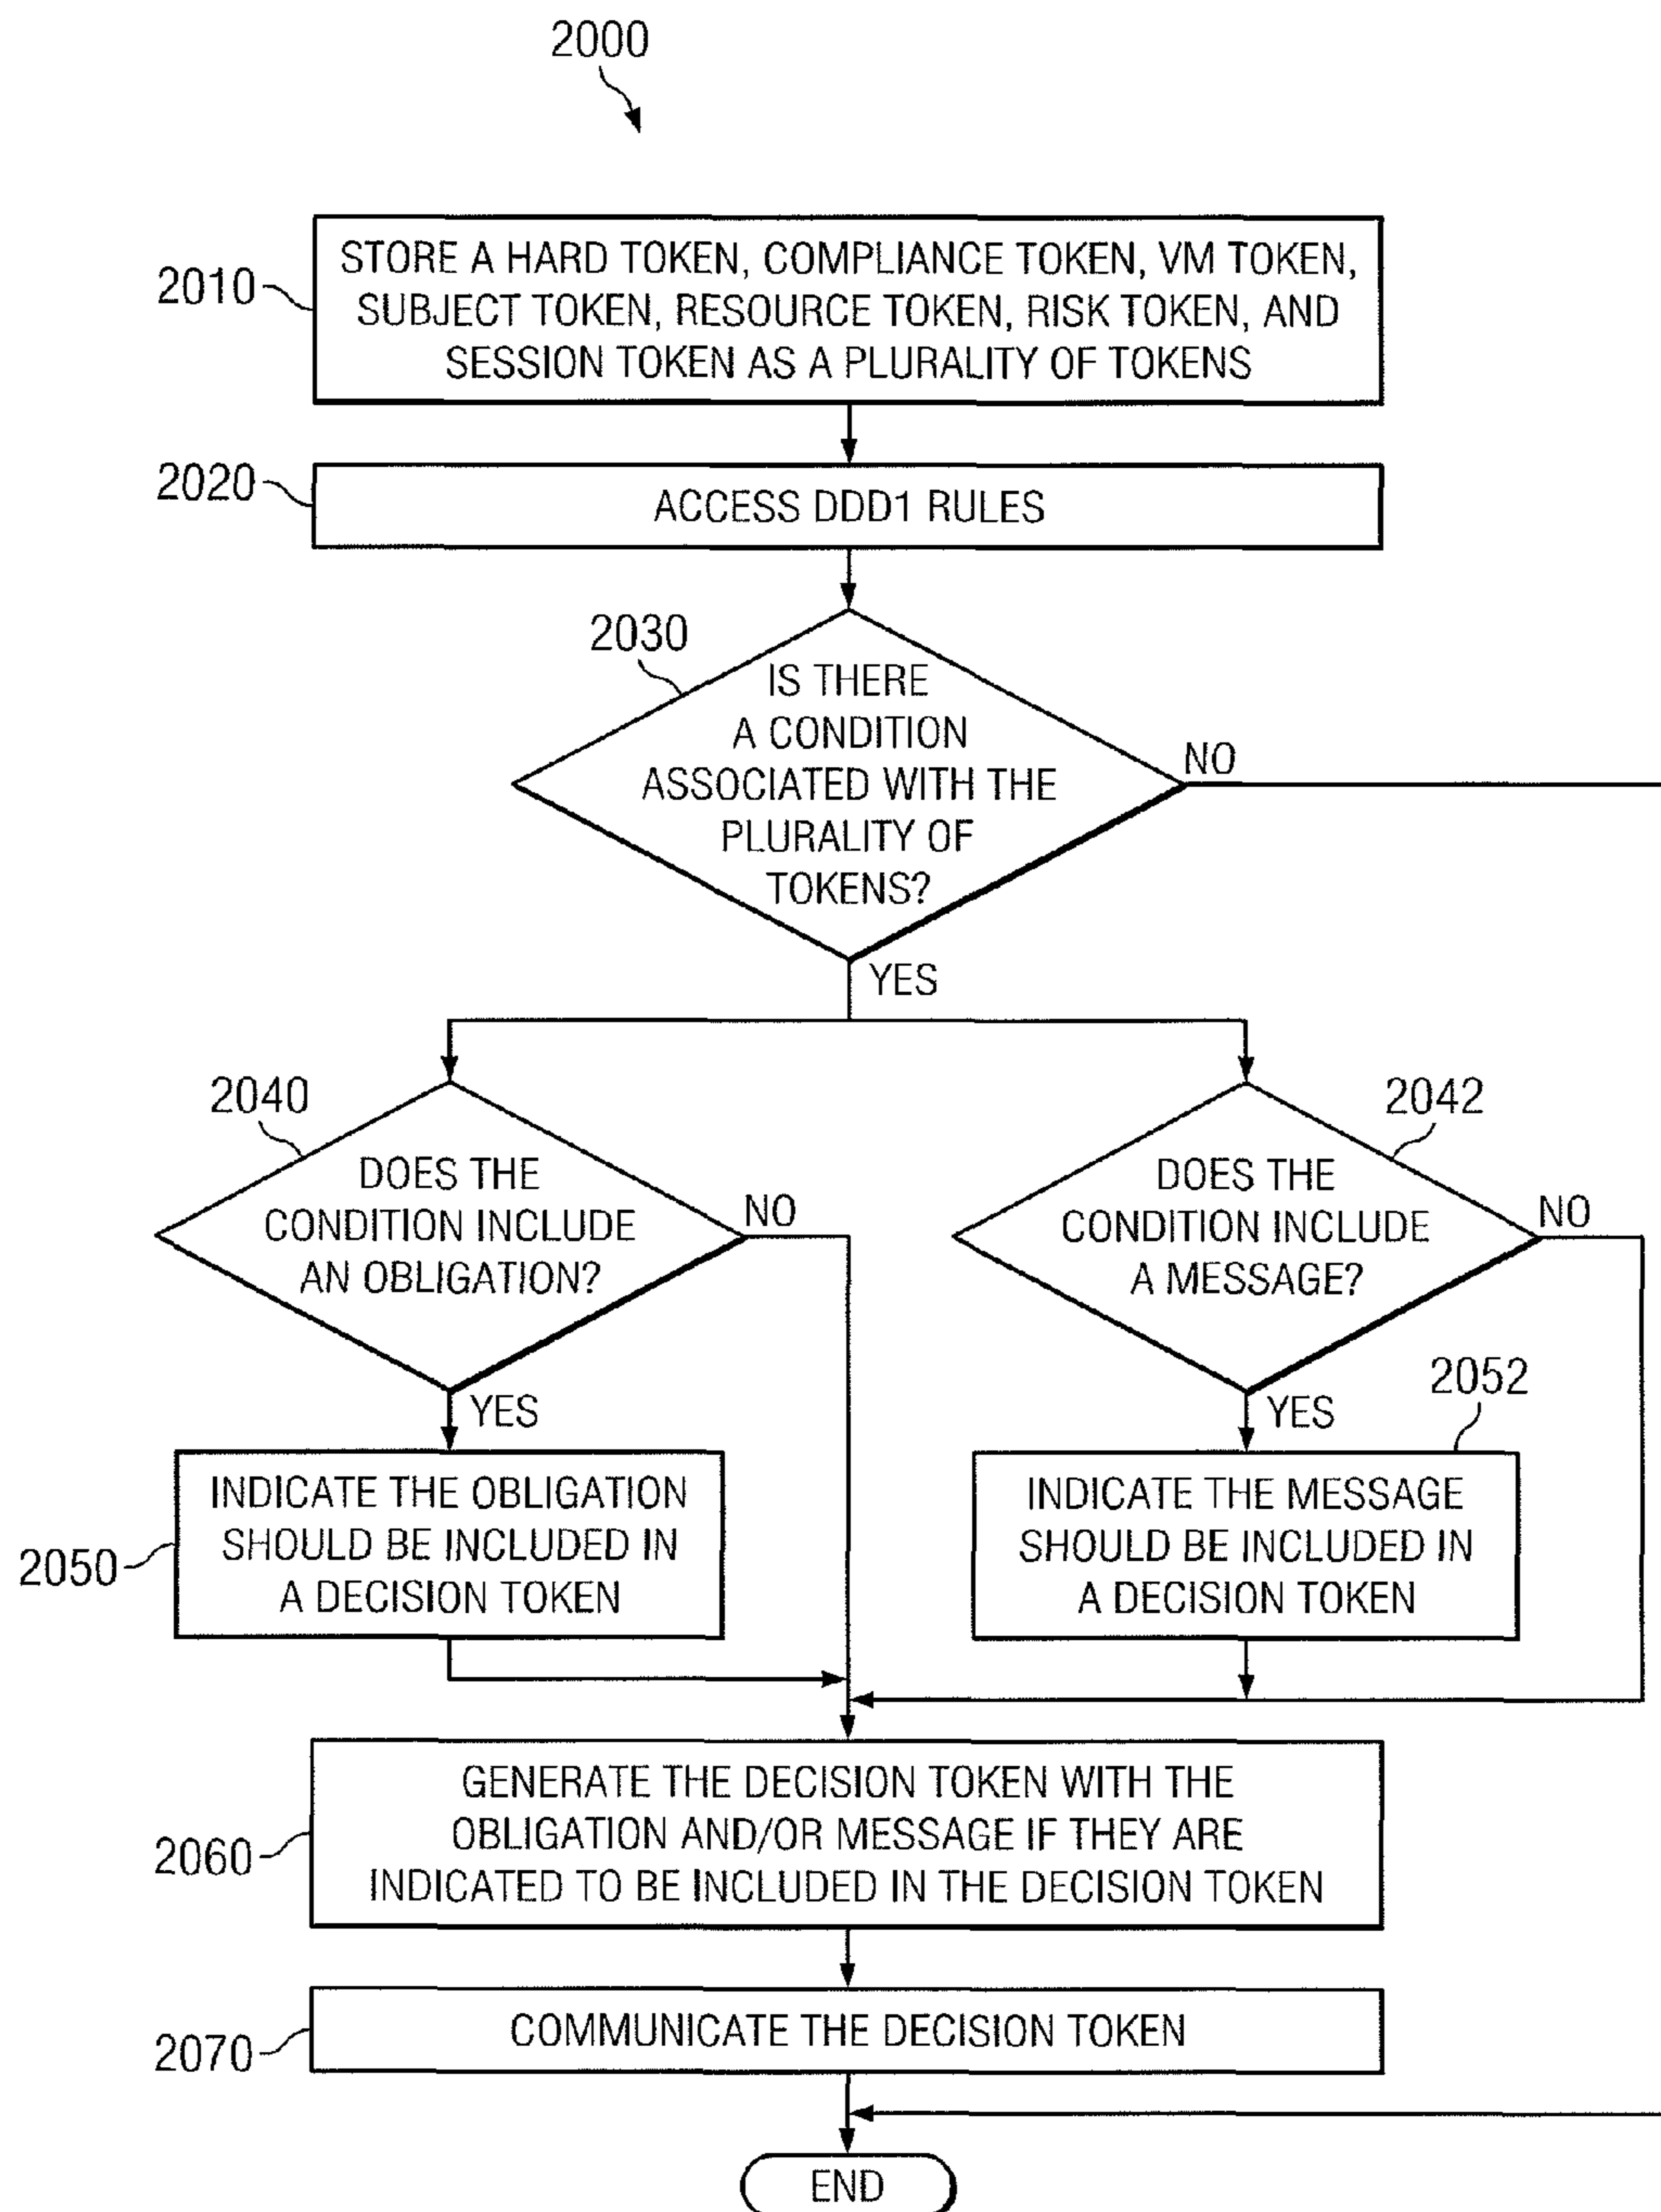 2000
2010
STORE A HARD TOKEN, COMPLIANCE TOKEN, VM TOKEN,
SUBJECT TOKEN, RESOURCE TOKEN, RISK TOKEN, AND
SESSION TOKEN AS A PLURALITY OF TOKENS
2020
ACCESS DDD1 RULES
2030
IS THERE
A CONDITION
ASSOCIATED WITH THE
PLURALITY OF
TOKENS?
NO
YES
2040
DOES THE
CONDITION INCLUDE
AN OBLIGATION?
NO
YES
2042
DOES THE
CONDITION INCLUDE
A MESSAGE?
NO
YES
2050
INDICATE THE OBLIGATION
SHOULD BE INCLUDED IN
A DECISION TOKEN
2052
INDICATE THE MESSAGE
SHOULD BE INCLUDED IN
A DECISION TOKEN
2060
GENERATE THE DECISION TOKEN WITH THE
OBLIGATION AND/OR MESSAGE IF THEY ARE
INDICATED TO BE INCLUDED IN THE DECISION TOKEN
2070
COMMUNICATE THE DECISION TOKEN
END